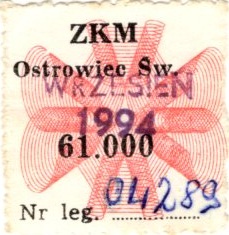 ZKM
Ostrowiec Św.
WRZESIEŃ
1994
61.000
Nr leg. 04289